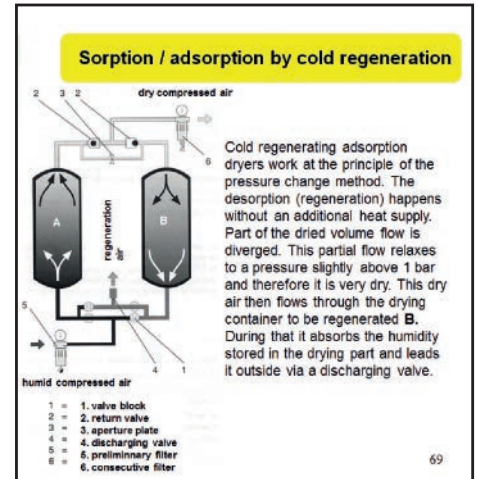 Sorption / adsorption by cold regeneration
2 3 2
dry compressed air
6
A
B
regeneration
air
5
4
1
humid compressed air
1 = 1. valve block
2 = 2. return valve
3 = 3. aperture plate
4 = 4. discharging valve
5 = 5. preliminnary filter
6 = 6. consecutive filter
Cold regenerating adsorption
dryers work at the principle of the
pressure change method. The
desorption (regeneration) happens
without an additional heat supply.
Part of the dried volume flow is
diverged. This partial flow relaxes
to a pressure slightly above 1 bar
and therefore it is very dry. This dry
air then flows through the drying
container to be regenerated B.
During that it absorbs the humidity
stored in the drying part and leads
it outside via a discharging valve.
69